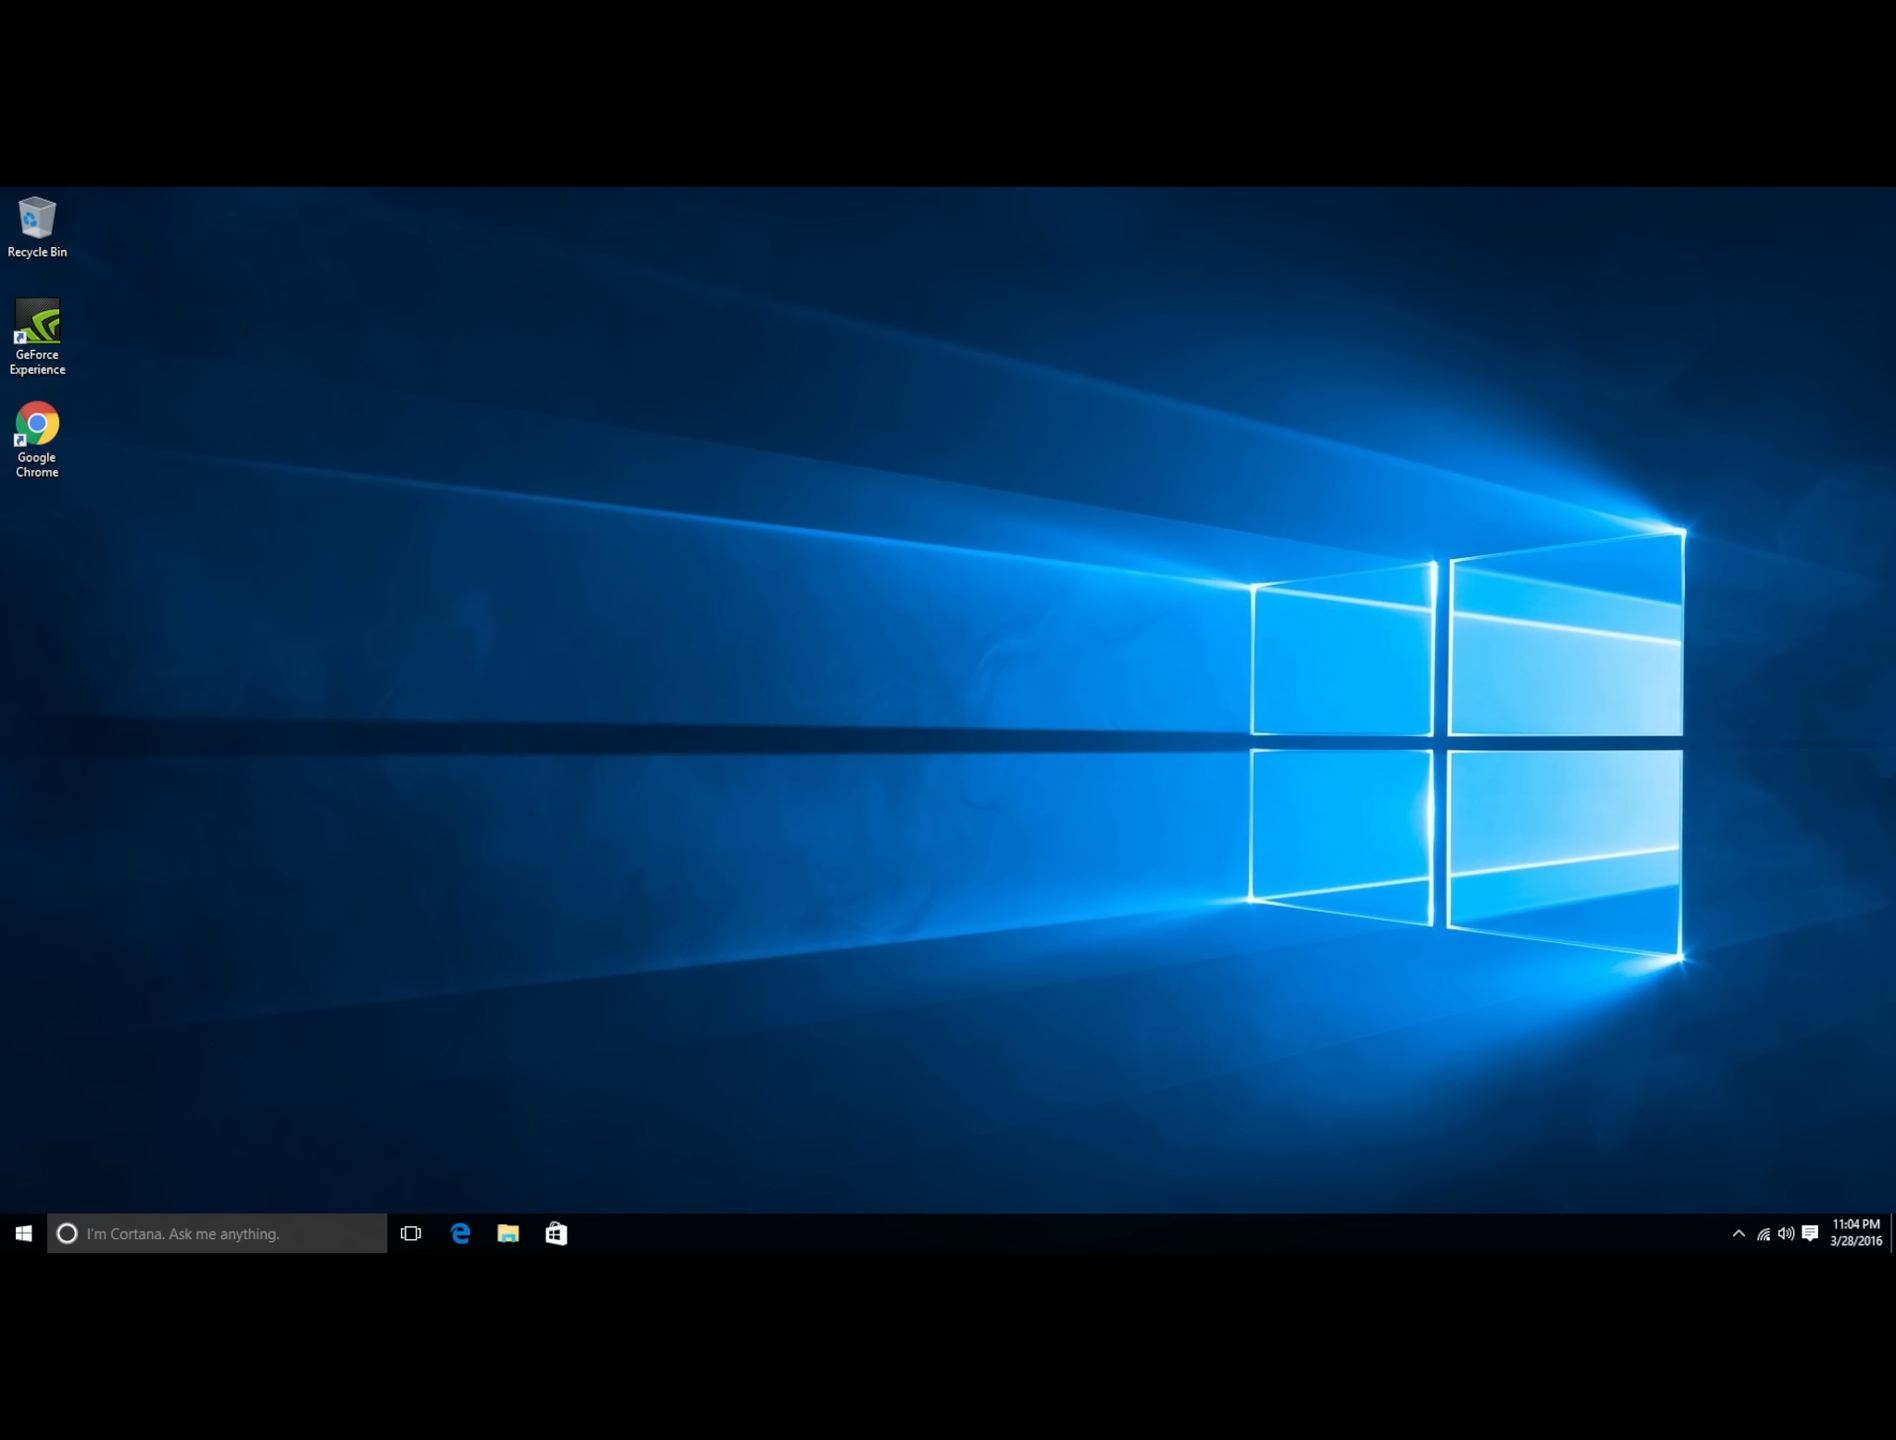 Recycle Bin
GeForce
Experience
Google
Chrome
I'm Cortana. Ask me anything.
11:04 PM
3/28/2016